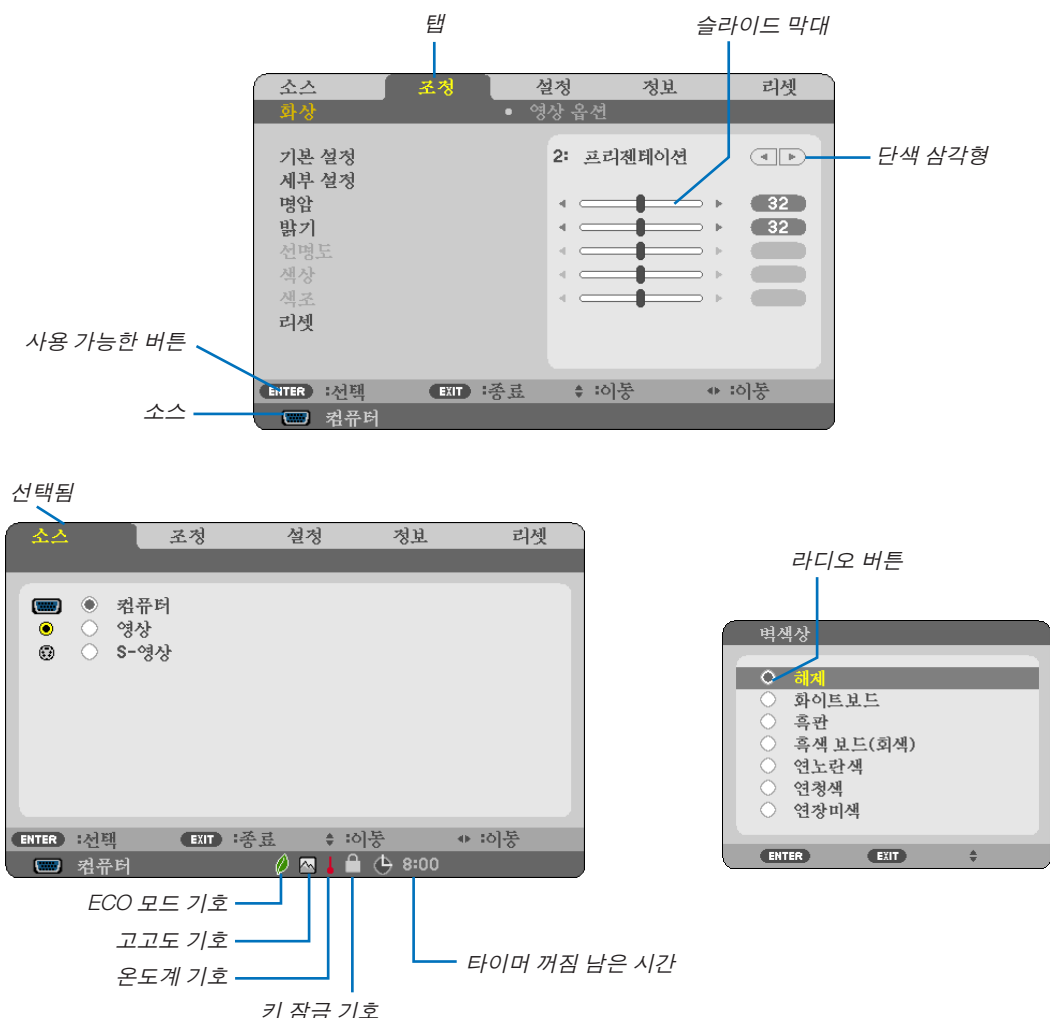 탭
슬라이드 막대
소스 조정 설정 정보 리셋
화상 • 영상 옵션
기본 설정
2: 프리젠테이션
단색 삼각형
세부 설정
명암 32
밝기 32
선명도
색상
색조
리셋
사용 가능한 버튼
ENTER :선택 EXIT :종료 :이동 :이동
소스
컴퓨터
선택됨
소스 조정 설정 정보 리셋
컴퓨터
영상
S-영상
ENTER :선택 EXIT :종료 :이동 :이동
컴퓨터 8:00
ECO 모드 기호
고고도 기호
온도계 기호
키 잠금 기호
타이머 꺼짐 남은 시간
라디오 버튼
벽색상
해제
화이트보드
흑판
흑색 보드(회색)
연노란색
연청색
연장미색
ENTER EXIT